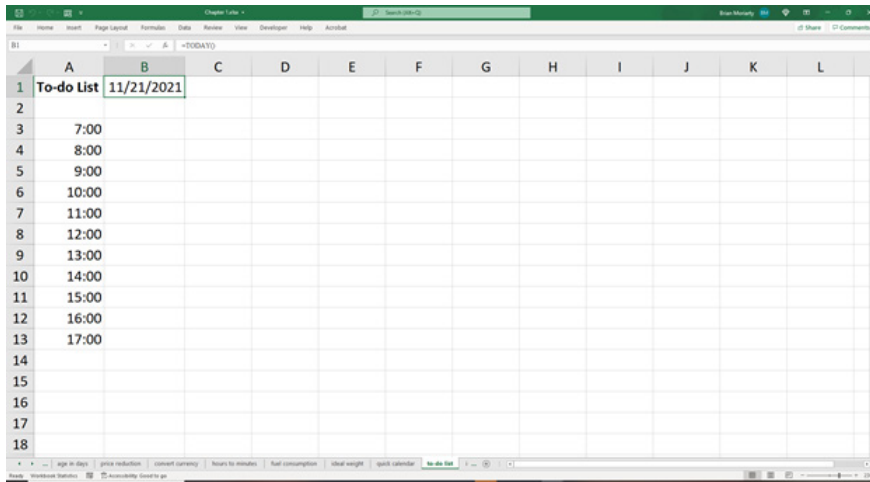 Chapter 1.xlsx
Search (Alt+Q)
Brian Moriarty
File Home Insert Page Layout Formulas Data Review View Developer Help Acrobat Share Comments
B1 =TODAY()
A B C D E F G H I J K L
1 To-do List 11/21/2021
2
3 7:00
4 8:00
5 9:00
6 10:00
7 11:00
8 12:00
9 13:00
10 14:00
11 15:00
12 16:00
13 17:00
14
15
16
17
18
... age in days price reduction convert currency hours to minutes fuel consumption ideal weight quick calendar to-do list
Ready Workbook Statistics Accessibility: Good to go